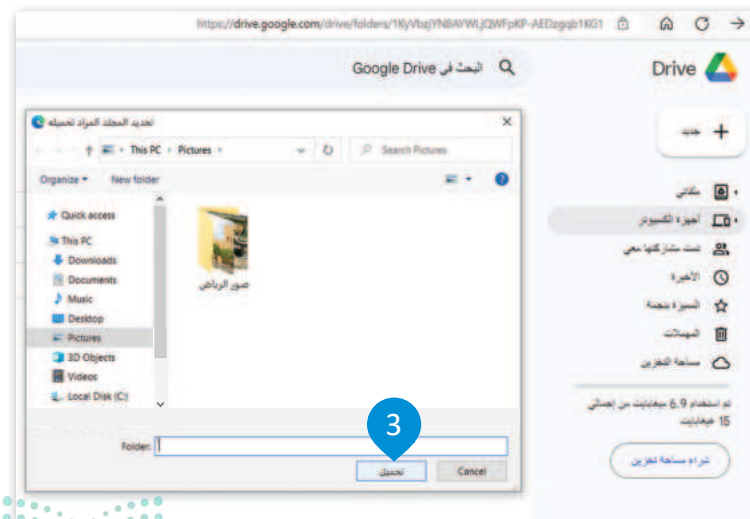 https://drive.google.com/drive/folders/1KyVbzjYNBAYWLjQWFpKP-AEDzgqb1KG1
Drive
البحث في Google Drive
جديد
ملفاتي
أجهزة الكمبيوتر
تمت مشاركتها معي
الأخيرة
المميزة بنجمة
المهملات
مساحة التخزين
تم استخدام 6.9 ميغابايت من إجمالي
15 غيغابايت
شراء مساحة تخزين
تحديد المجلد المراد تحميله
This PC
Pictures
Search Pictures
Organize
New folder
Quick access
This PC
Downloads
Documents
Music
Desktop
Pictures
3D Objects
Videos
Local Disk (C:)
صور الرياض
3
Folder:
تحميل
Cancel